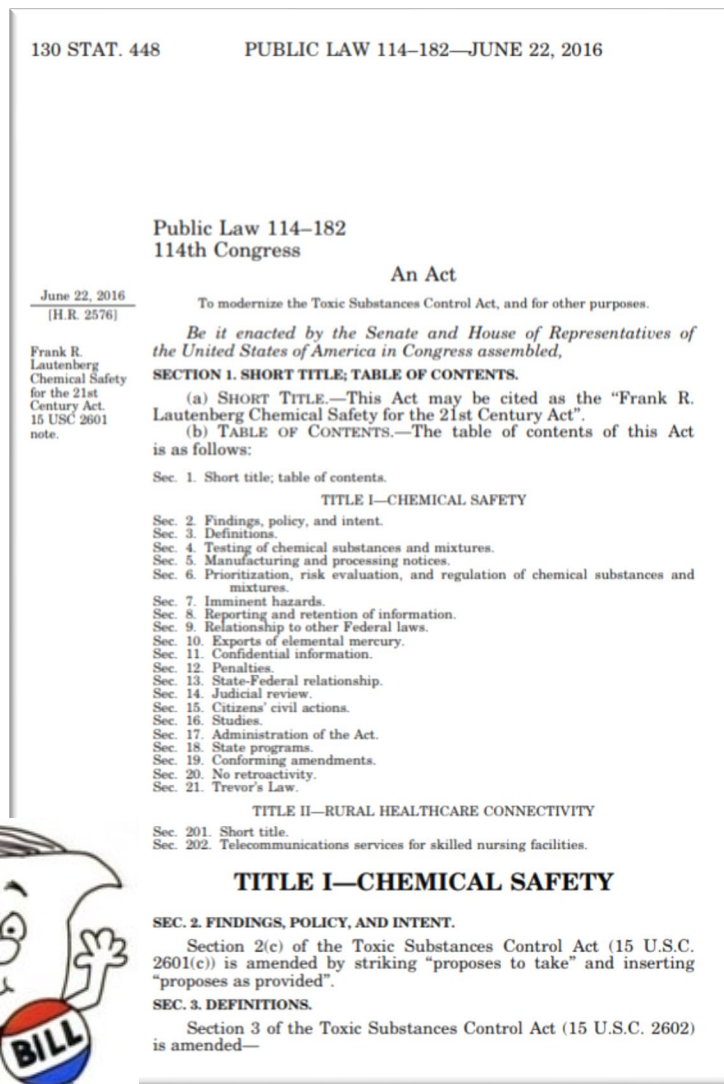 130 STAT. 448 PUBLIC LAW 114–182—JUNE 22, 2016
Public Law 114–182
114th Congress
An Act
June 22, 2016
[H.R. 2576]
To modernize the Toxic Substances Control Act, and for other purposes.
Be it enacted by the Senate and House of Representatives of
the United States of America in Congress assembled,
Frank R.
Lautenberg
Chemical Safety
for the 21st
Century Act.
15 USC 2601
note.
SECTION 1. SHORT TITLE; TABLE OF CONTENTS.
(a) SHORT TITLE.—This Act may be cited as the “Frank R.
Lautenberg Chemical Safety for the 21st Century Act”.
(b) TABLE OF CONTENTS.—The table of contents of this Act
is as follows:
Sec. 1. Short title; table of contents.
TITLE I—CHEMICAL SAFETY
Sec. 2. Findings, policy, and intent.
Sec. 3. Definitions.
Sec. 4. Testing of chemical substances and mixtures.
Sec. 5. Manufacturing and processing notices.
Sec. 6. Prioritization, risk evaluation, and regulation of chemical substances and
mixtures.
Sec. 7. Imminent hazards.
Sec. 8. Reporting and retention of information.
Sec. 9. Relationship to other Federal laws.
Sec. 10. Exports of elemental mercury.
Sec. 11. Confidential information.
Sec. 12. Penalties.
Sec. 13. State-Federal relationship.
Sec. 14. Judicial review.
Sec. 15. Citizens’ civil actions.
Sec. 16. Studies.
Sec. 17. Administration of the Act.
Sec. 18. State programs.
Sec. 19. Conforming amendments.
Sec. 20. No retroactivity.
Sec. 21. Trevor’s Law.
TITLE II—RURAL HEALTHCARE CONNECTIVITY
Sec. 201. Short title.
Sec. 202. Telecommunications services for skilled nursing facilities.
TITLE I—CHEMICAL SAFETY
SEC. 2. FINDINGS, POLICY, AND INTENT.
Section 2(c) of the Toxic Substances Control Act (15 U.S.C.
2601(c)) is amended by striking “proposes to take” and inserting
“proposes as provided”.
SEC. 3. DEFINITIONS.
Section 3 of the Toxic Substances Control Act (15 U.S.C. 2602)
is amended—
BILL